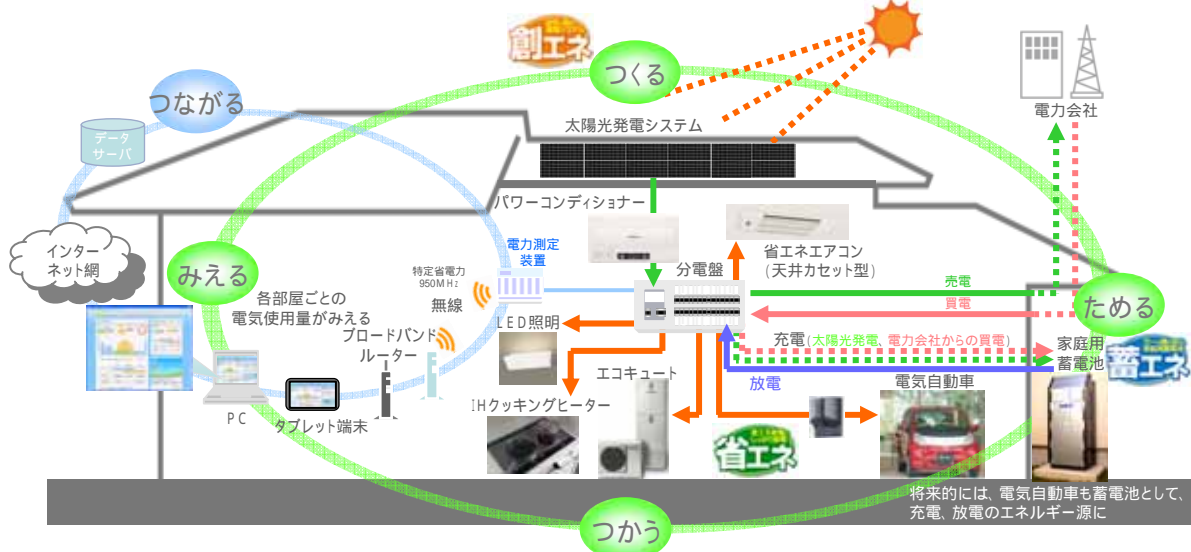 創エネ
つくる
つながる
電力会社
データ
サーバ
太陽光発電システム
パワーコンディショナー
インター
ネット網
みえる
電力測定
装置
省エネエアコン
(天井カセット型)
特定省電力
950MHz
無線
分電盤
各部屋ごとの
電気使用量がみえる
売電
買電
ためる
LED照明
ブロードバンド
ルーター
充電(太陽光発電、電力会社からの買電)
家庭用
蓄電池
蓄エネ
放電
エコキュート
電気自動車
PC
タブレット端末
IHクッキングヒーター
省エネ
将来的には、電気自動車も蓄電池として、
充電、放電のエネルギー源に
つかう